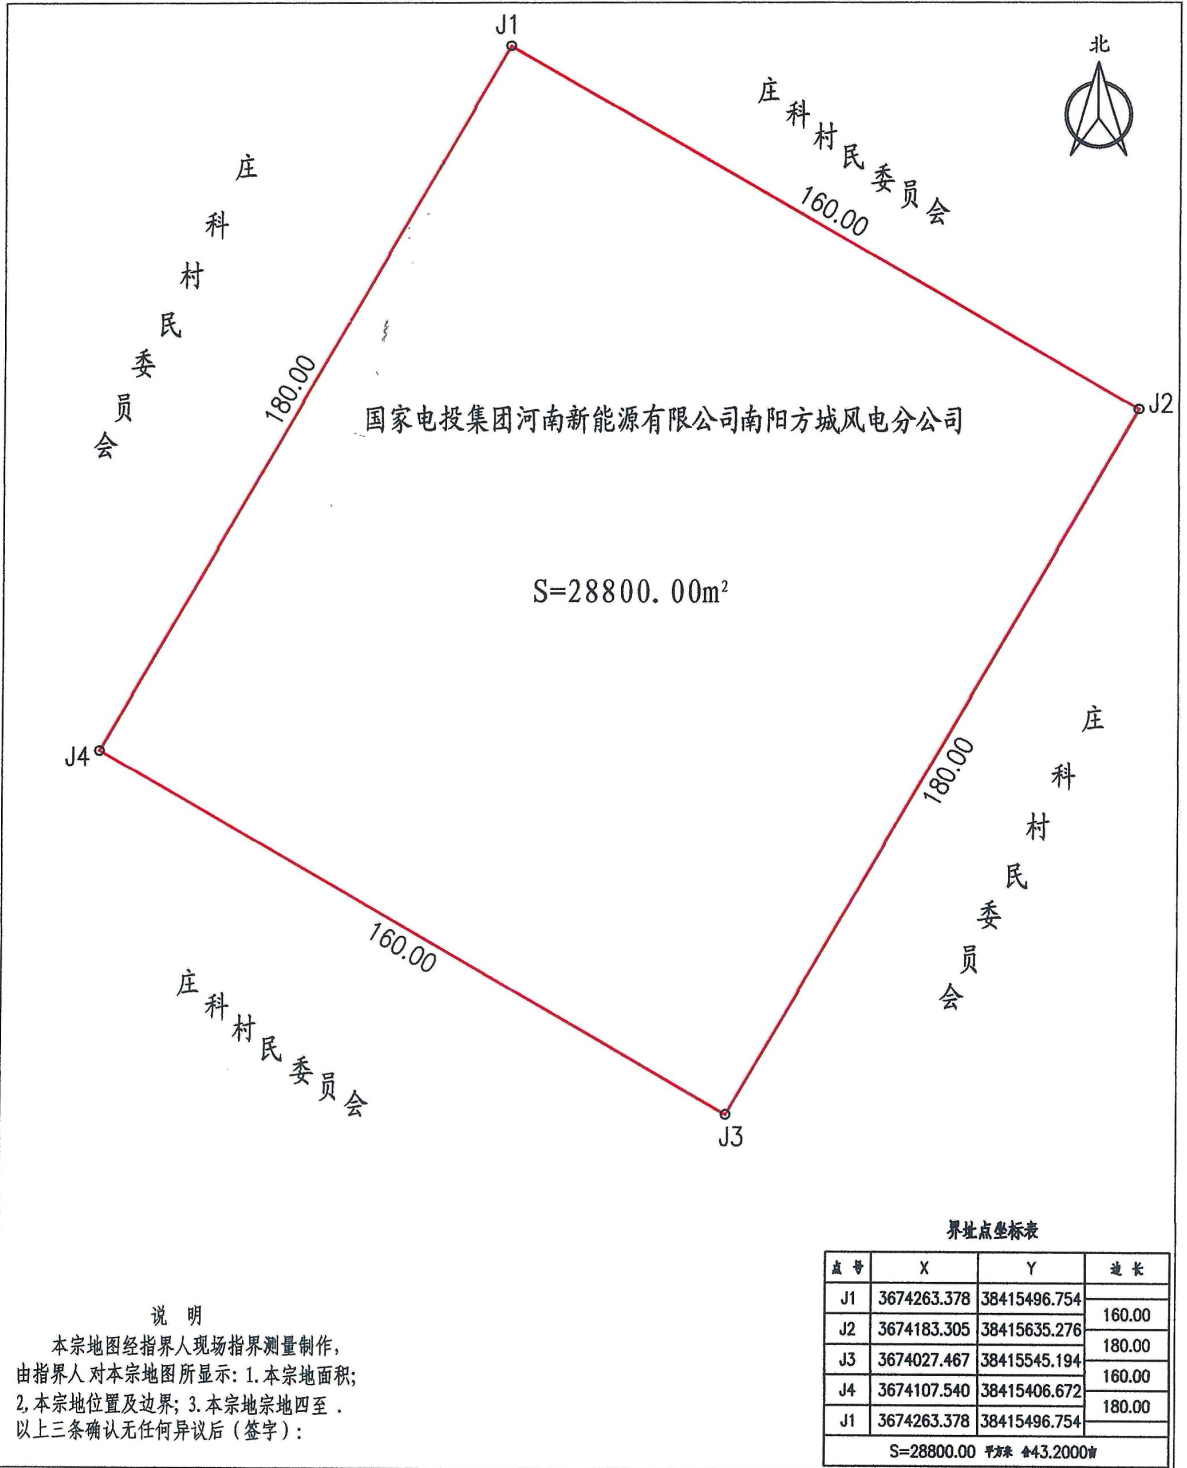 J1
北
庄科村民委员会
160.00
庄科村民委员会
180.00
国家电投集团河南新能源有限公司南阳方城风电分公司
J2
S=28800.00m²
J4
180.00
庄科村民委员会
160.00
庄科村民委员会
J3
界址点坐标表
点号 X Y 边长
J1 3674263.378 38415496.754
160.00
J2 3674183.305 38415635.276
180.00
J3 3674027.467 38415545.194
160.00
J4 3674107.540 38415406.672
180.00
J1 3674263.378 38415496.754
S=28800.00 平方米 合43.2000亩
说 明
本宗地图经指界人现场指界测量制作,
由指界人对本宗地图所显示: 1.本宗地面积;
2,本宗地位置及边界; 3.本宗地宗地四至 .
以上三条确认无任何异议后(签字):